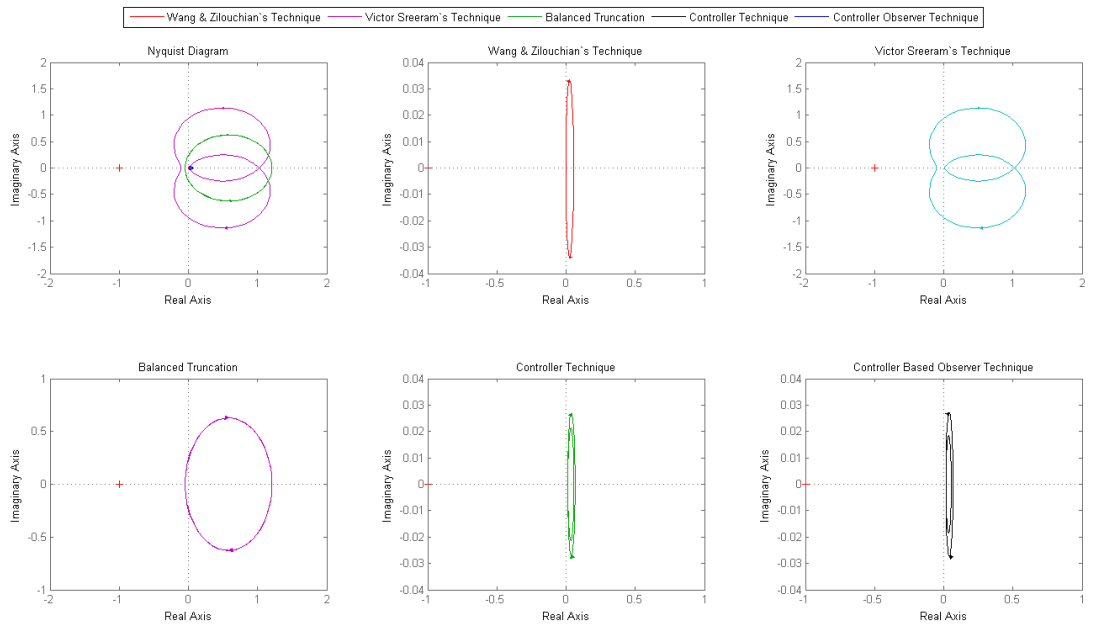 Wang & Zilouchian`s Technique Victor Sreeram`s Technique Balanced Truncation Controller Technique Controller Observer Technique
Nyquist Diagram
2
1.5
1
0.5
0
-0.5
-1
-1.5
-2
-2 -1 0 1 2
Imaginary Axis
Real Axis
Wang & Zilouchian`s Technique
0.04
0.03
0.02
0.01
0
-0.01
-0.02
-0.03
-0.04
-1 -0.5 0 0.5 1
Imaginary Axis
Real Axis
Victor Sreeram`s Technique
2
1.5
1
0.5
0
-0.5
-1
-1.5
-2
-2 -1 0 1 2
Imaginary Axis
Real Axis
Balanced Truncation
1
0.5
0
-0.5
-1
-2 -1 0 1 2
Imaginary Axis
Real Axis
Controller Technique
0.04
0.03
0.02
0.01
0
-0.01
-0.02
-0.03
-0.04
-1 -0.5 0 0.5 1
Imaginary Axis
Real Axis
Controller Based Observer Technique
0.04
0.03
0.02
0.01
0
-0.01
-0.02
-0.03
-0.04
-1 -0.5 0 0.5 1
Imaginary Axis
Real Axis